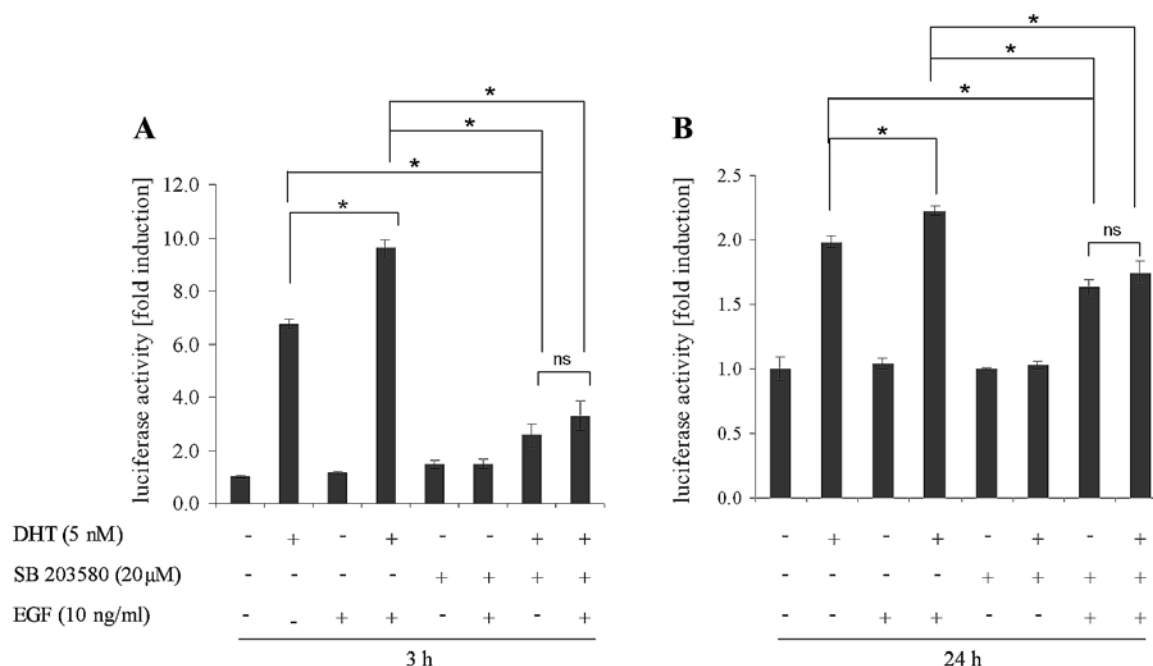 A
luciferase activity [fold induction]
12.0
10.0
8.0
6.0
4.0
2.0
0.0
*
*
*
*
ns
B
luciferase activity [fold induction]
2.5
2.0
1.5
1.0
0.5
0.0
*
*
*
*
ns
DHT (5 nM) - + - + - - + + - + - + - + - +
SB 203580 (20μM) - - - - + + + + - - - - + + + +
EGF (10 ng/ml) - - + + - + - + - - + + - - + +
3 h
24 h